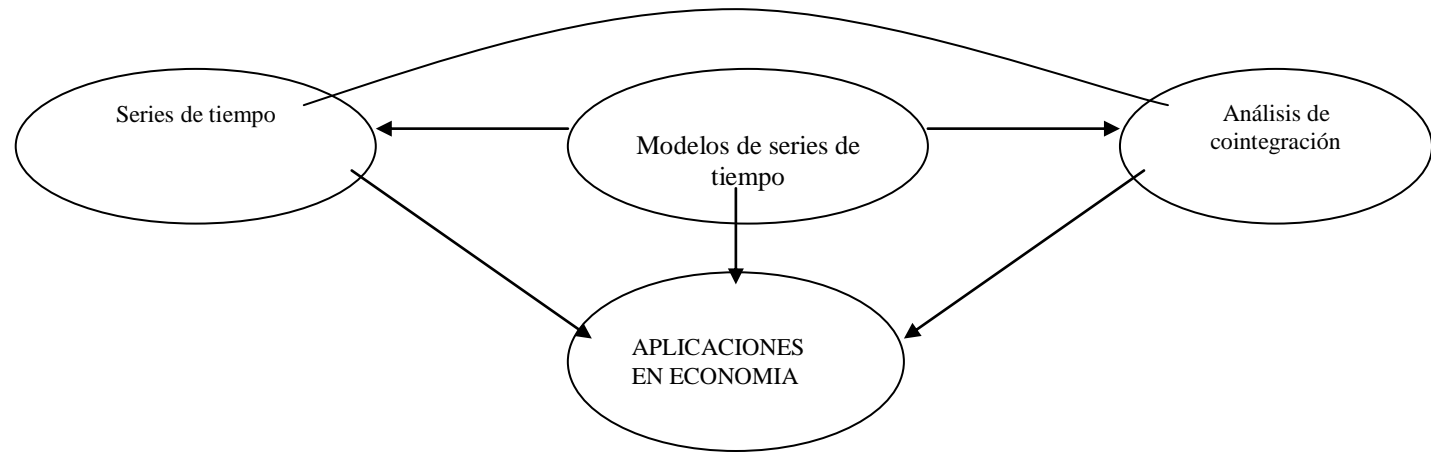 Series de tiempo
Modelos de series de
tiempo
Análisis de
cointegración
APLICACIONES
EN ECONOMIA